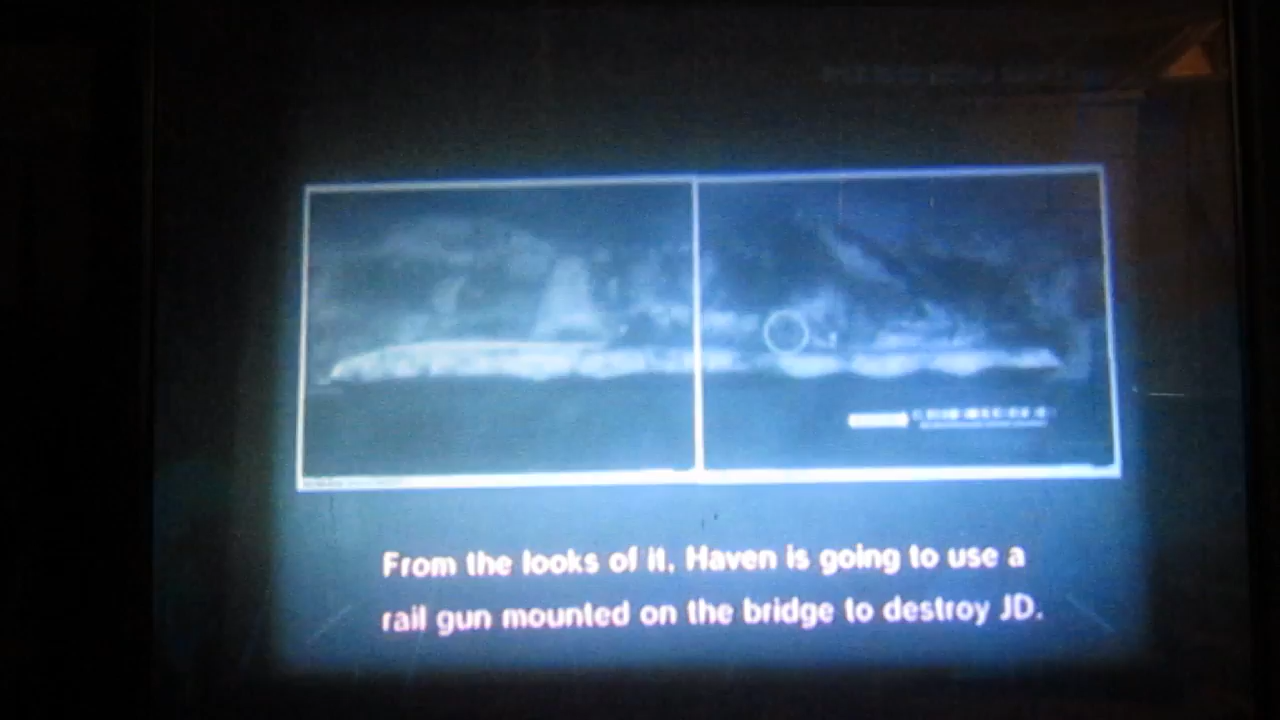 From the looks of it, Haven is going to use a
rail gun mounted on the bridge to destroy JD.